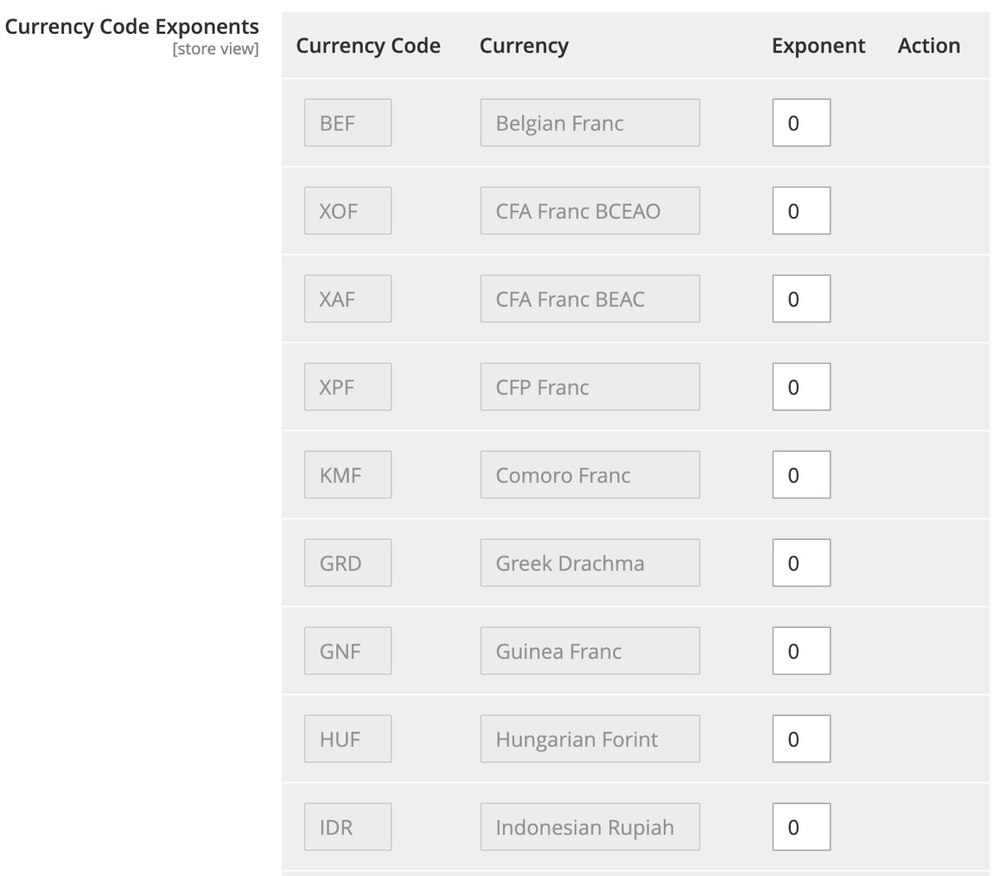 Currency Code Exponents
[store view]
Currency Code Currency Exponent Action
BEF Belgian Franc 0
XOF CFA Franc BCEAO 0
XAF CFA Franc BEAC 0
XPF CFP Franc 0
KMF Comoro Franc 0
GRD Greek Drachma 0
GNF Guinea Franc 0
HUF Hungarian Forint 0
IDR Indonesian Rupiah 0